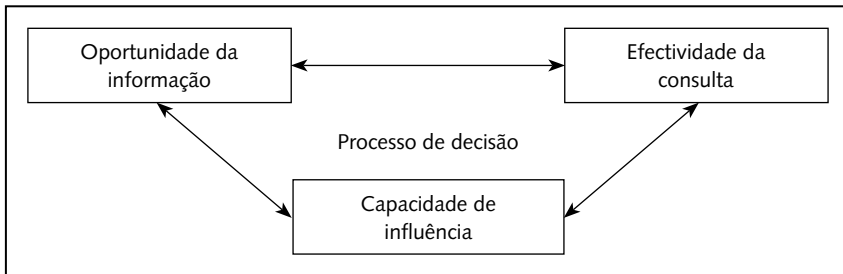 Oportunidade da
informação
Efectividade da
consulta
Processo de decisão
Capacidade de
influência